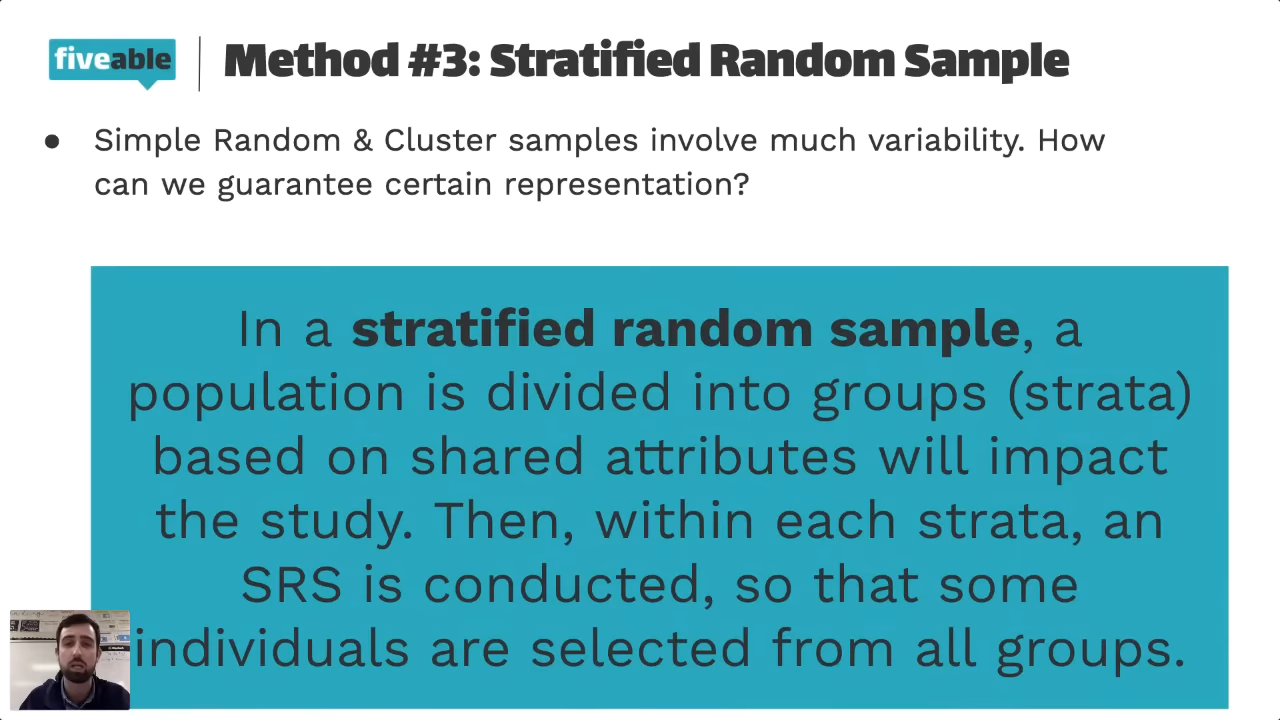 fiveable
Method #3: Stratified Random Sample
● Simple Random & Cluster samples involve much variability. How
can we guarantee certain representation?
In a stratified random sample, a
population is divided into groups (strata)
based on shared attributes will impact
the study. Then, within each strata, an
SRS is conducted, so that some
individuals are selected from all groups.